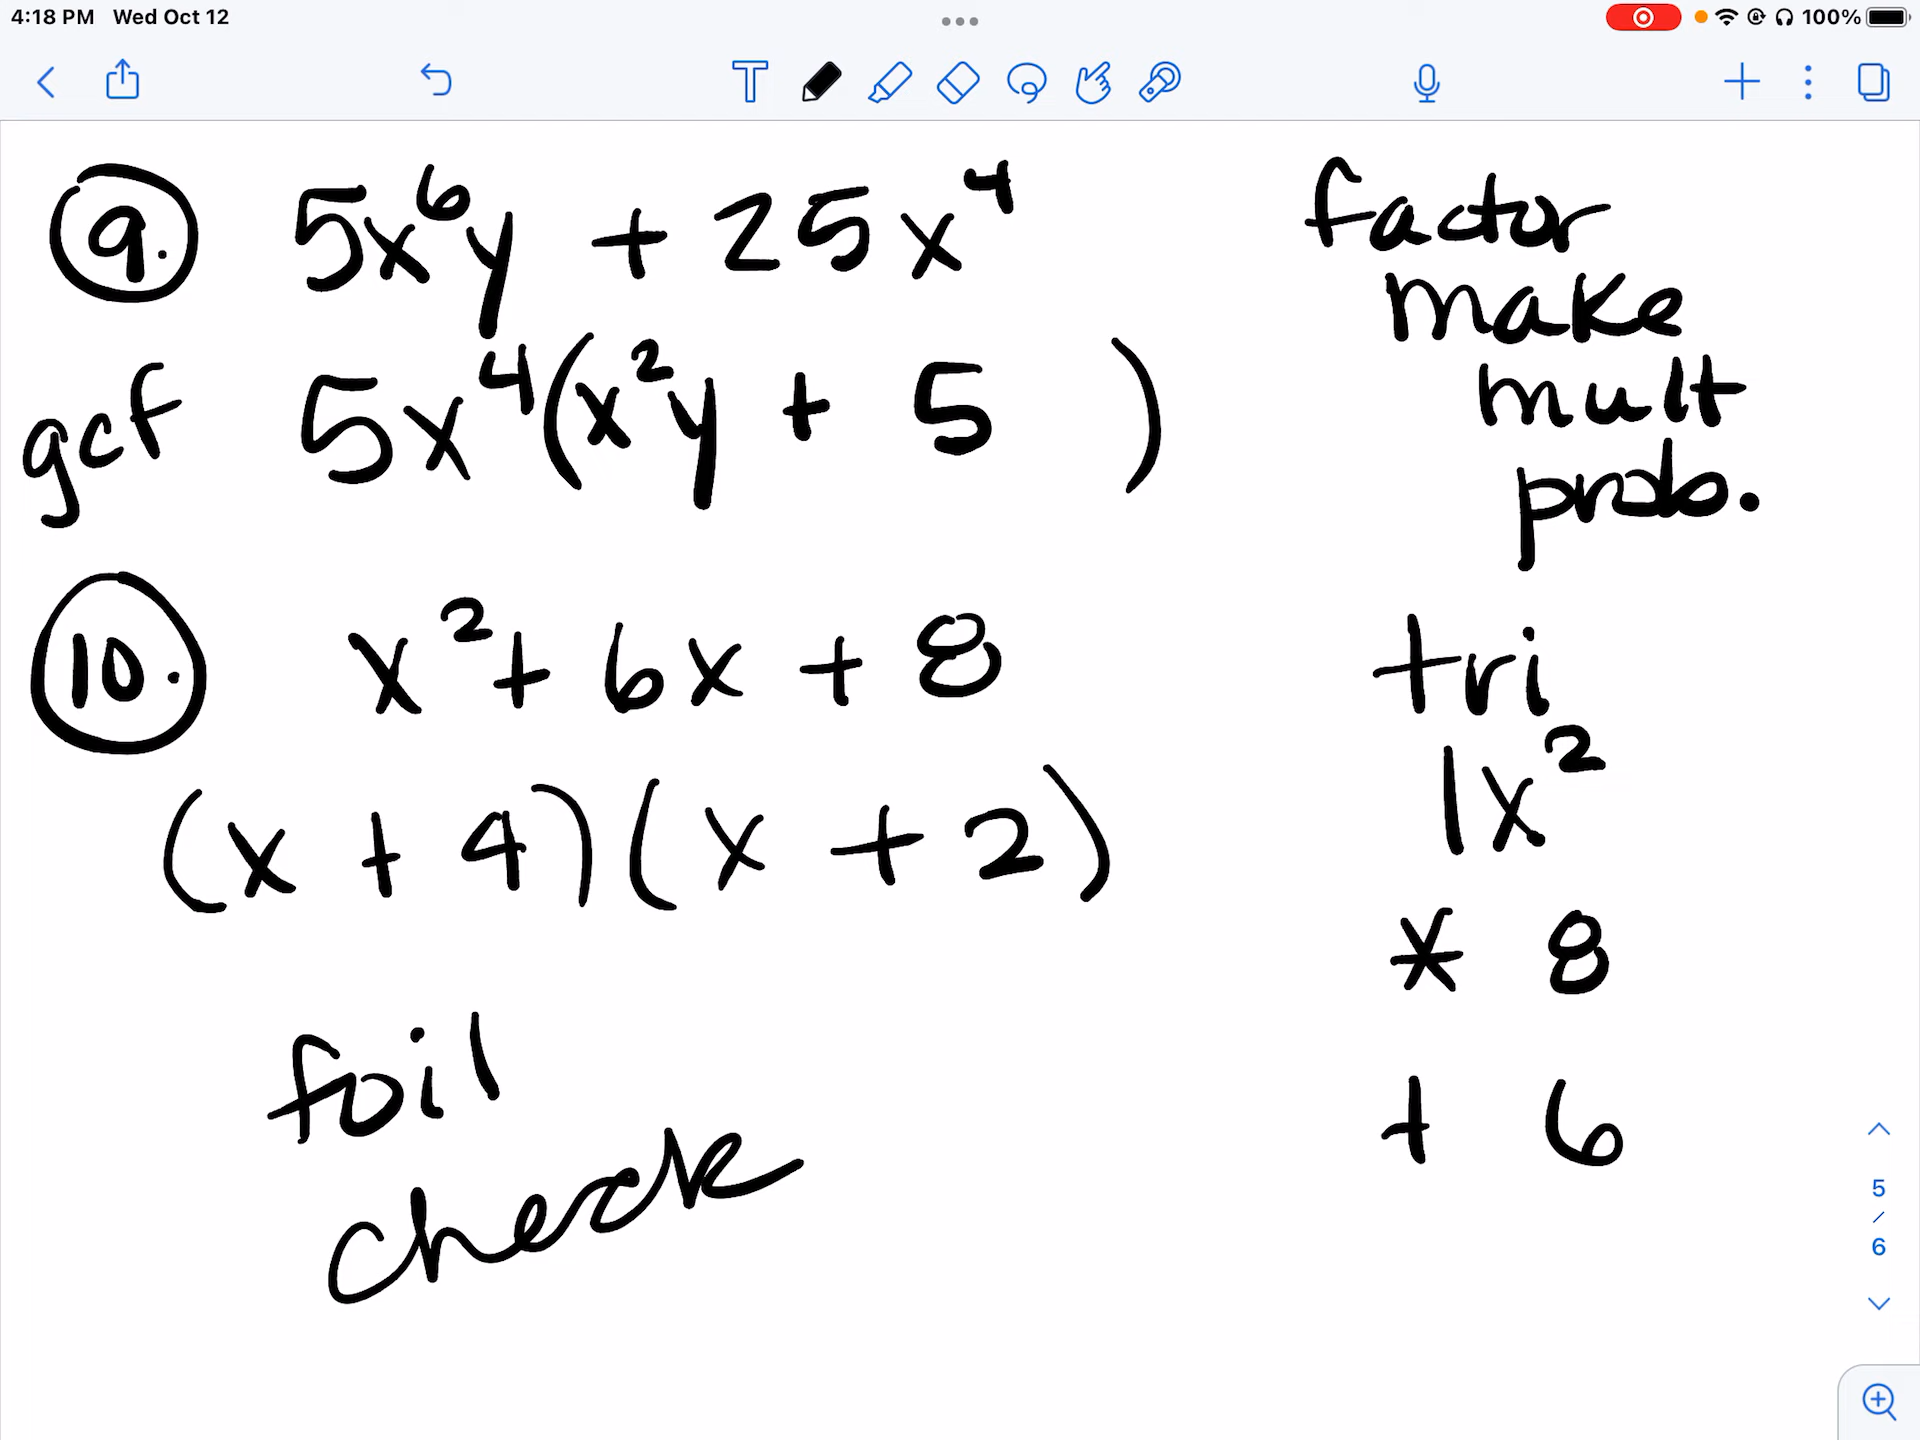 4:18 PM Wed Oct 12
100%
9. 5x⁶y + 25x⁴
gcf 5x⁴(x²y + 5 )
factor
make
mult
prob.
10. x² + 6x + 8
(x + 4)(x + 2)
foil
check
tri
1x²
* 8
+ 6
5
/
6